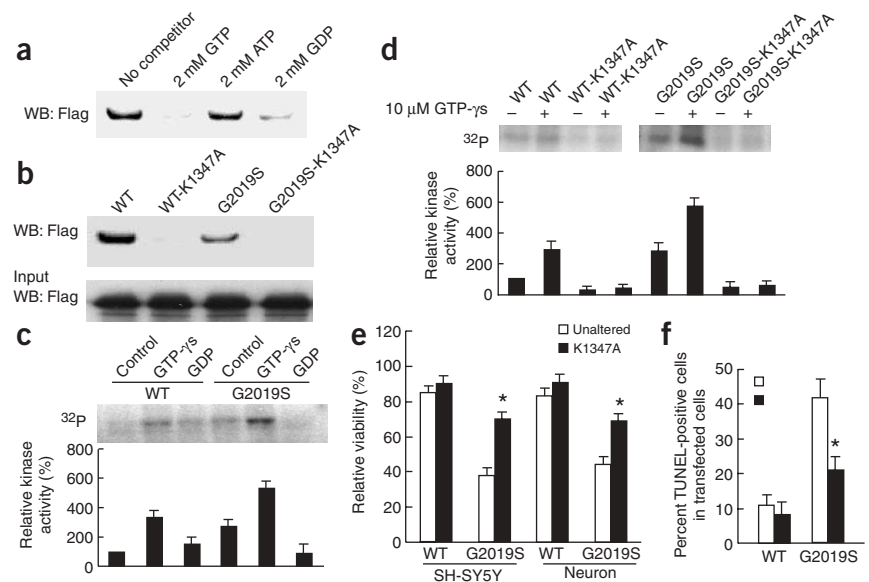 a
No competitor
2 mM GTP
2 mM ATP
2 mM GDP
WB: Flag
b
WT
WT-K1347A
G2019S
G2019S-K1347A
WB: Flag
Input
WB: Flag
c
Control
GTP-γs
GDP
Control
GTP-γs
GDP
WT
G2019S
32P
Relative kinase
activity (%)
800
600
400
200
0
d
WT
WT
WT-K1347A
WT-K1347A
G2019S
G2019S
G2019S-K1347A
G2019S-K1347A
10 μM GTP-γs
– + – + – + – +
32P
Relative kinase
activity (%)
800
600
400
200
0
e
Unaltered
K1347A
Relative viability (%)
120
100
80
60
40
20
0
*
*
WT G2019S WT G2019S
SH-SY5Y Neuron
f
Percent TUNEL-positive cells
in transfected cells
50
40
30
20
10
0
*
WT G2019S